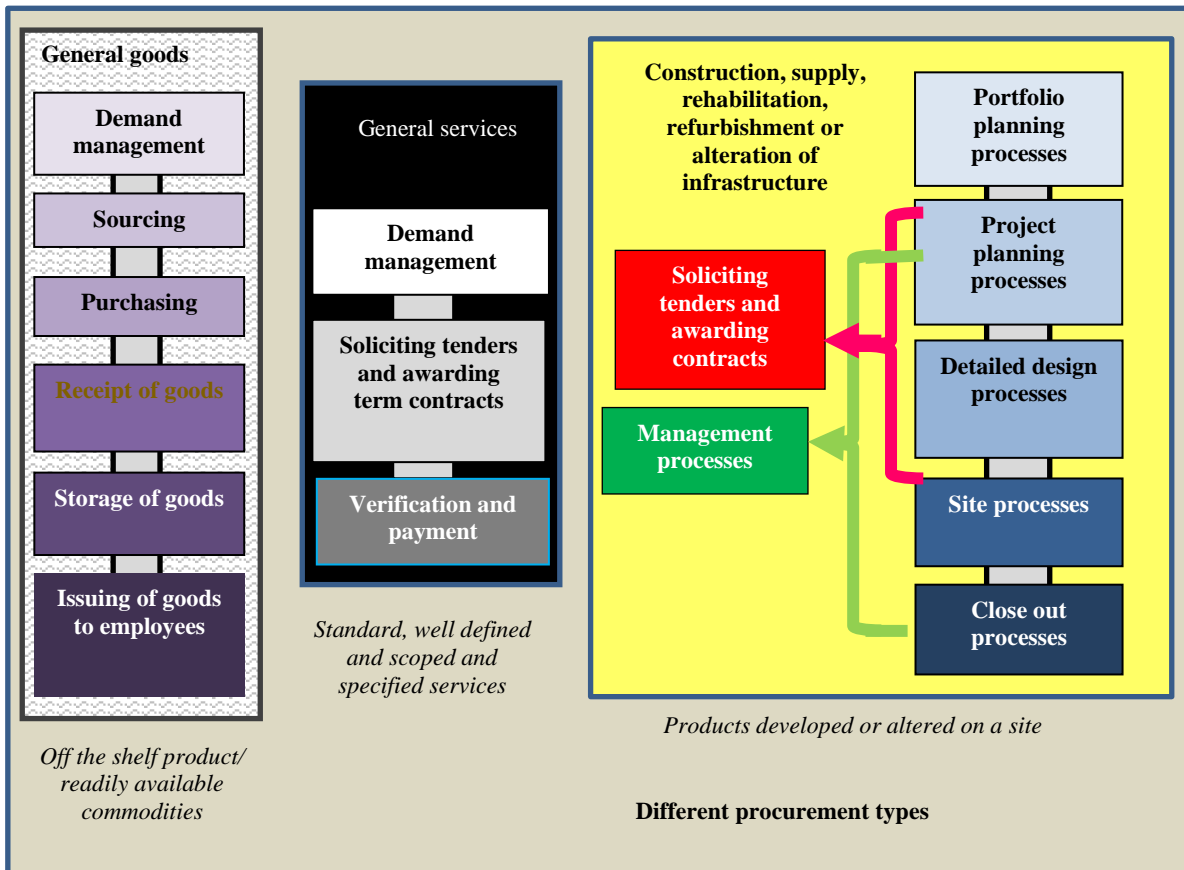 General goods
Demand
management
Sourcing
Purchasing
Receipt of goods
Storage of goods
Issuing of goods
to employees
Off the shelf product/
readily available
commodities
General services
Demand
management
Soliciting tenders
and awarding
term contracts
Verification and
payment
Standard, well defined
and scoped and
specified services
Construction, supply,
rehabilitation,
refurbishment or
alteration of
infrastructure
Soliciting
tenders and
awarding
contracts
Management
processes
Portfolio
planning
processes
Project
planning
processes
Detailed design
processes
Site processes
Close out
processes
Products developed or altered on a site
Different procurement types